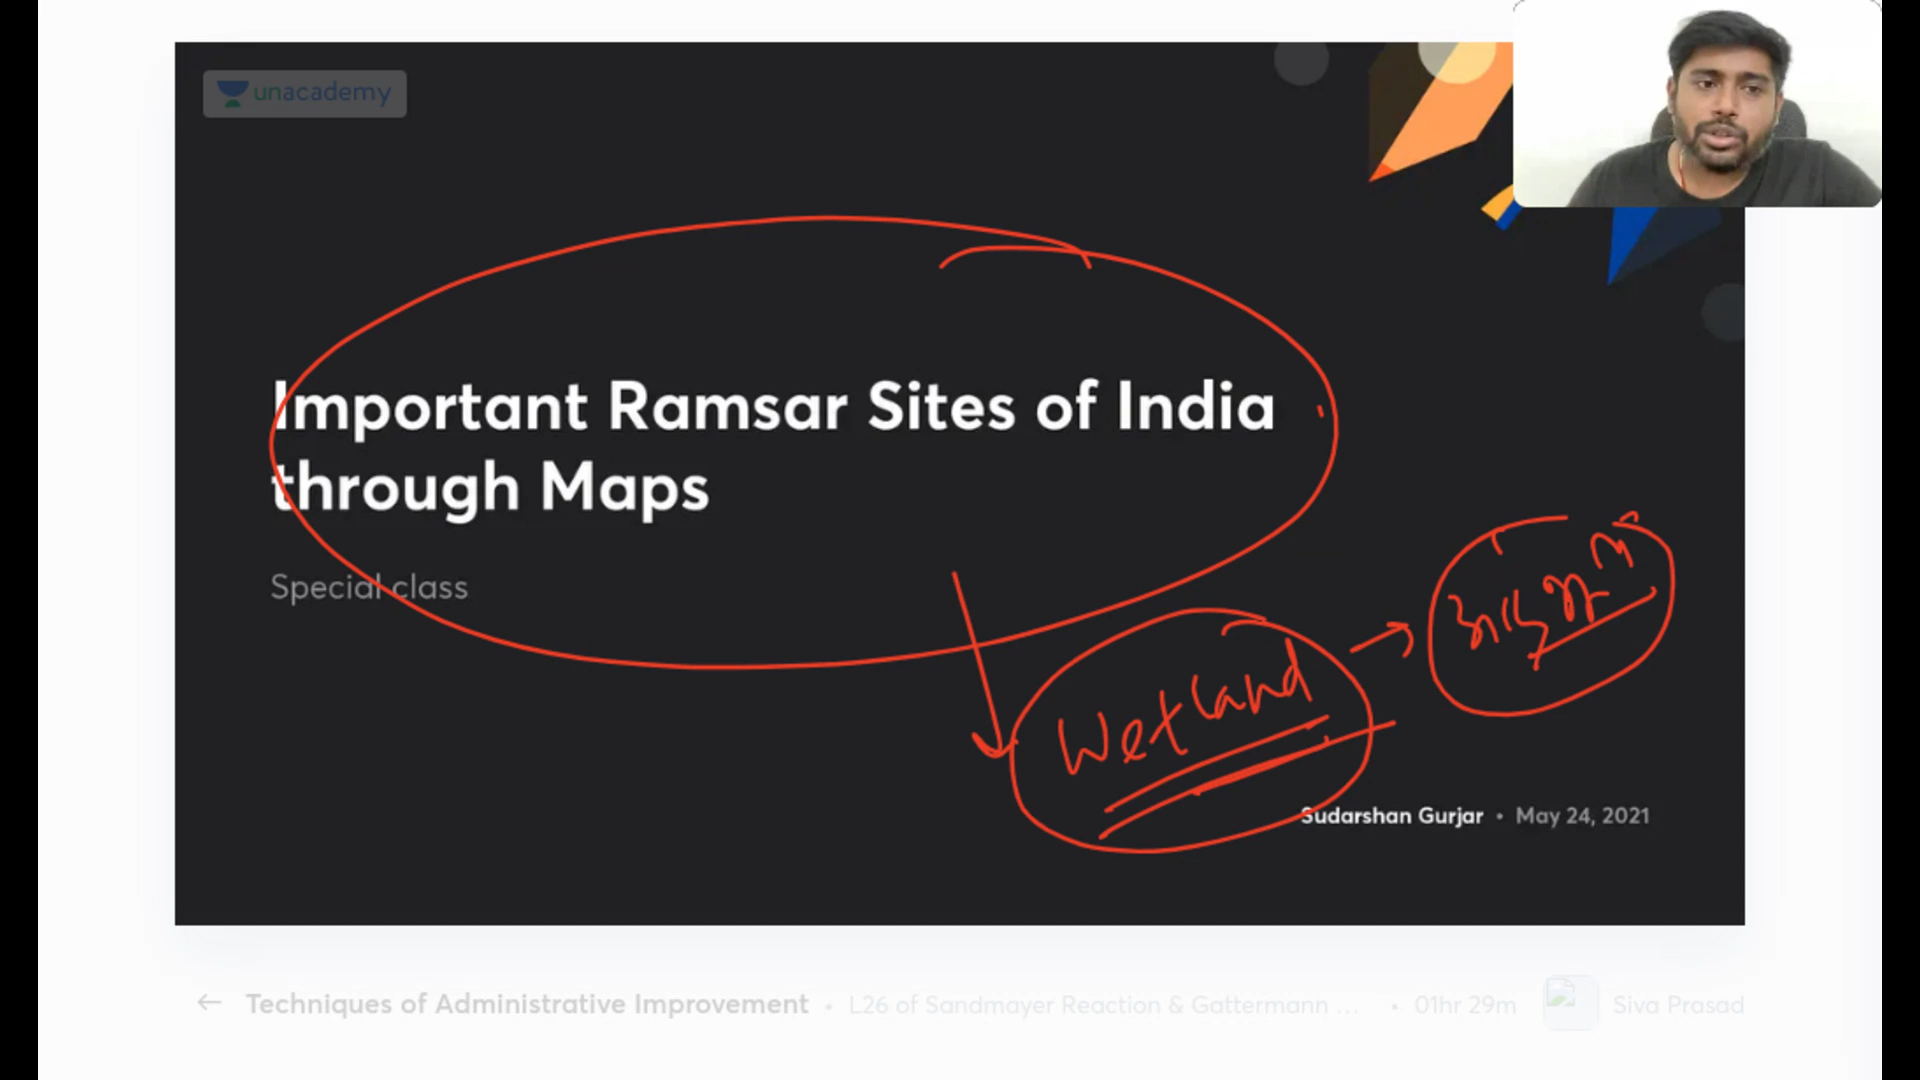 unacademy
Important Ramsar Sites of India
through Maps
Special class
Wetland
Sudarshan Gurjar • May 24, 2021
← Techniques of Administrative Improvement • L26 of Sandmayer Reaction & Gattermann ... • 01hr 29m Siva Prasad